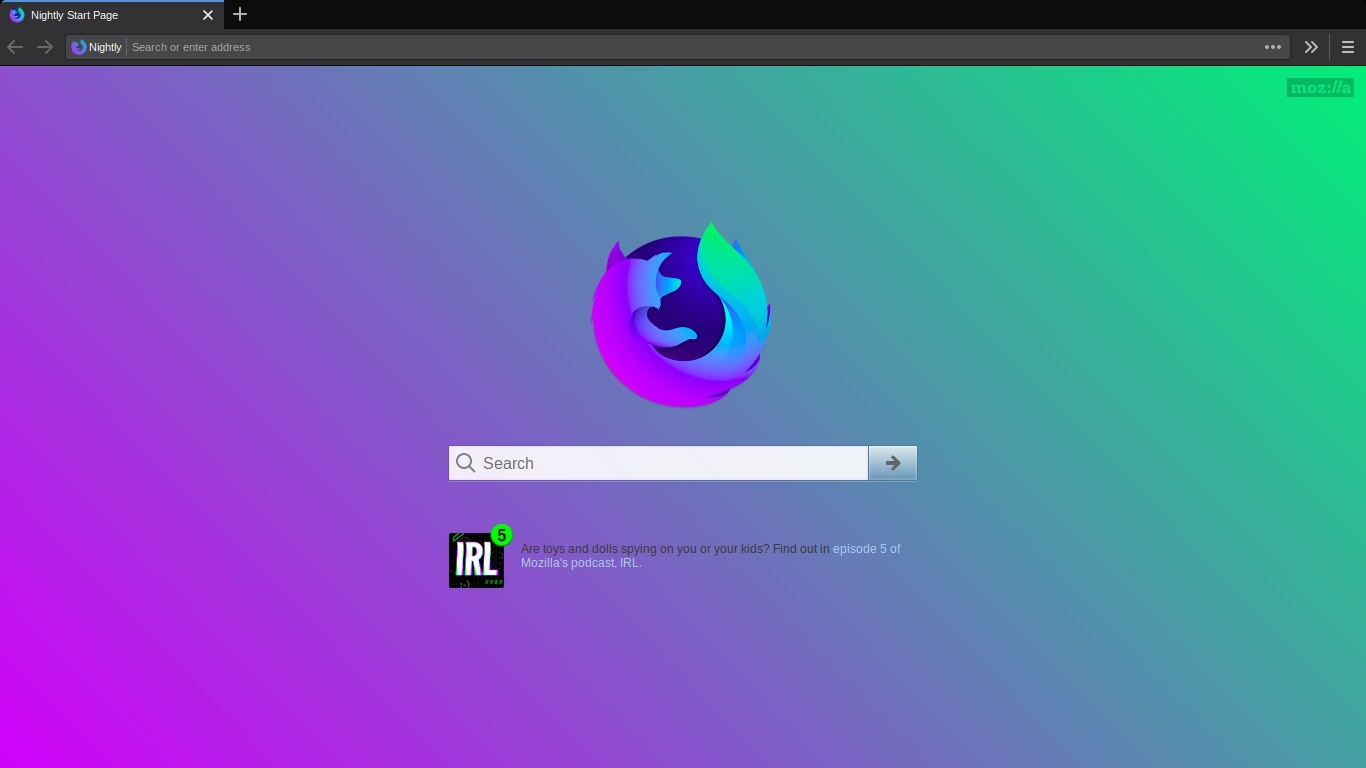 Nightly Start Page
Nightly
Search or enter address
moz://a
Search
5
IRL
:-)
####
Are toys and dolls spying on you or your kids? Find out in episode 5 of
Mozilla's podcast, IRL.